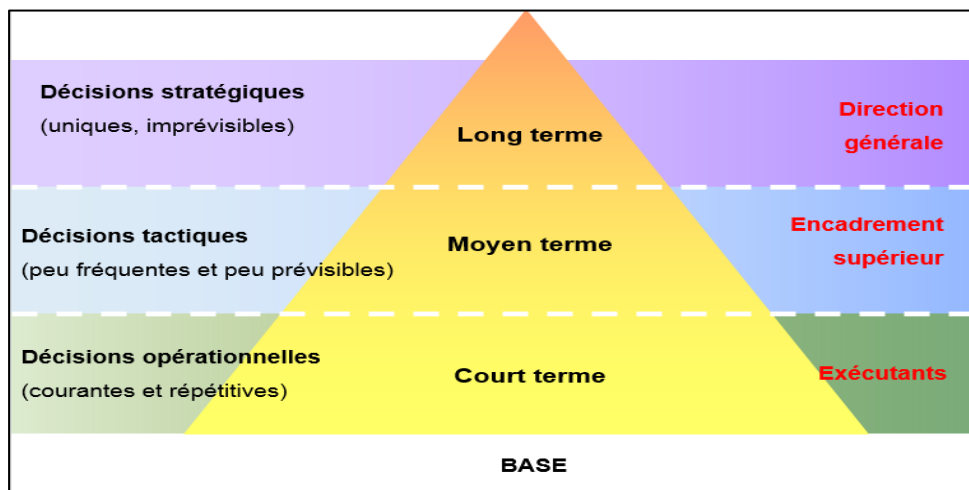 Décisions stratégiques
(uniques, imprévisibles)
Long terme
Direction
générale
Décisions tactiques
(peu fréquentes et peu prévisibles)
Moyen terme
Encadrement
supérieur
Décisions opérationnelles
(courantes et répétitives)
Court terme
Exécutants
BASE